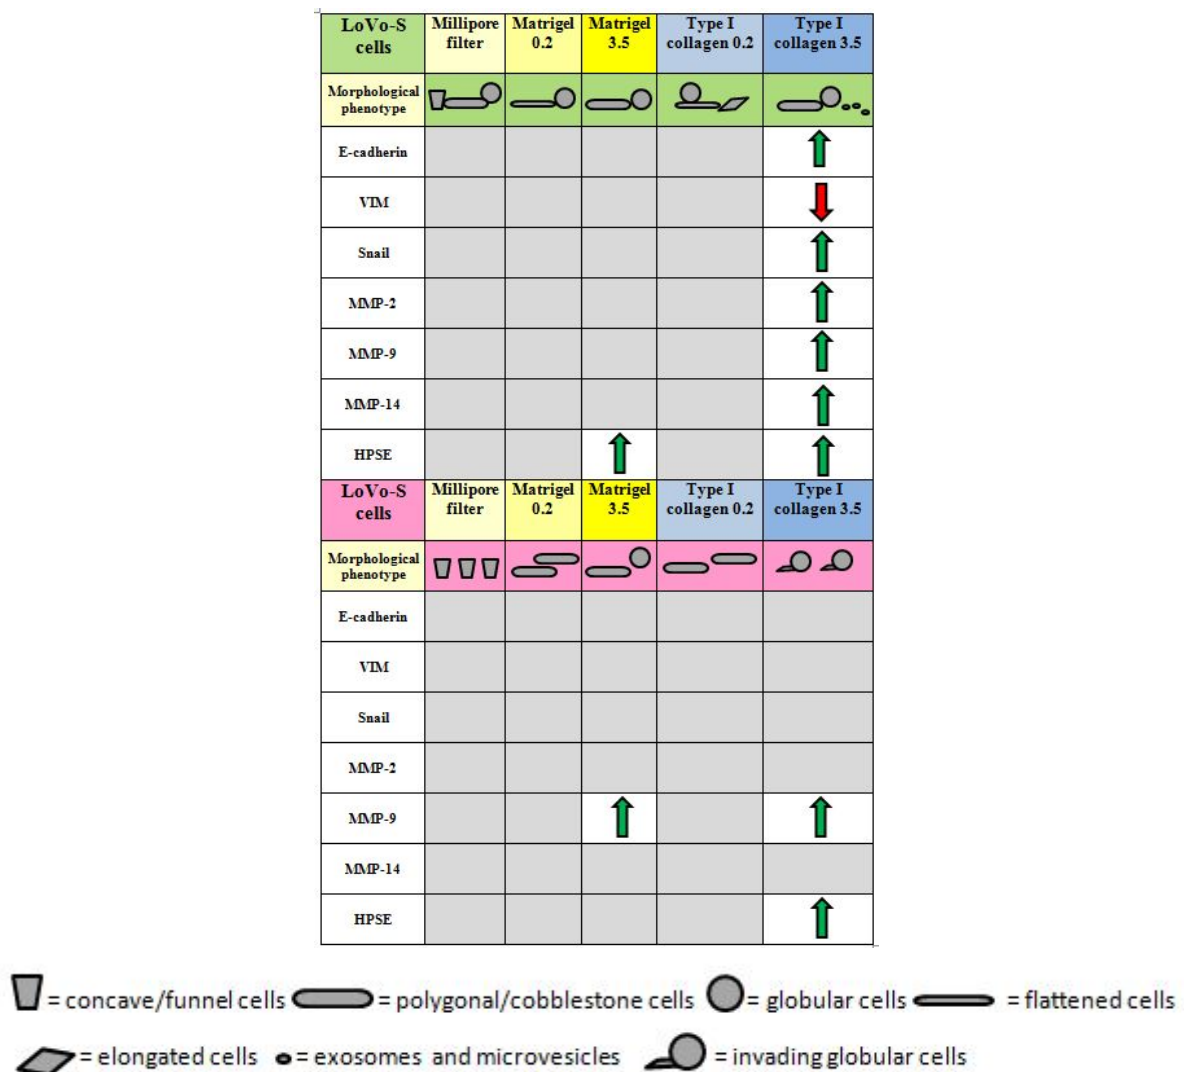 LoVo-S cells Millipore filter Matrigel 0.2 Matrigel 3.5 Type I collagen 0.2 Type I collagen 3.5
Morphological phenotype
E-cadherin
VIM
Snail
MMP-2
MMP-9
MMP-14
HPSE
LoVo-S cells Millipore filter Matrigel 0.2 Matrigel 3.5 Type I collagen 0.2 Type I collagen 3.5
Morphological phenotype
E-cadherin
VIM
Snail
MMP-2
MMP-9
MMP-14
HPSE
= concave/funnel cells = polygonal/cobblestone cells = globular cells = flattened cells
= elongated cells = exosomes and microvesicles = invading globular cells